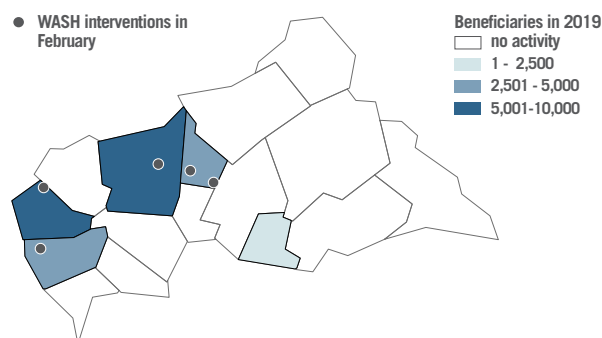 WASH interventions in
February
Beneficiaries in 2019
no activity
1 - 2,500
2,501 - 5,000
5,001-10,000